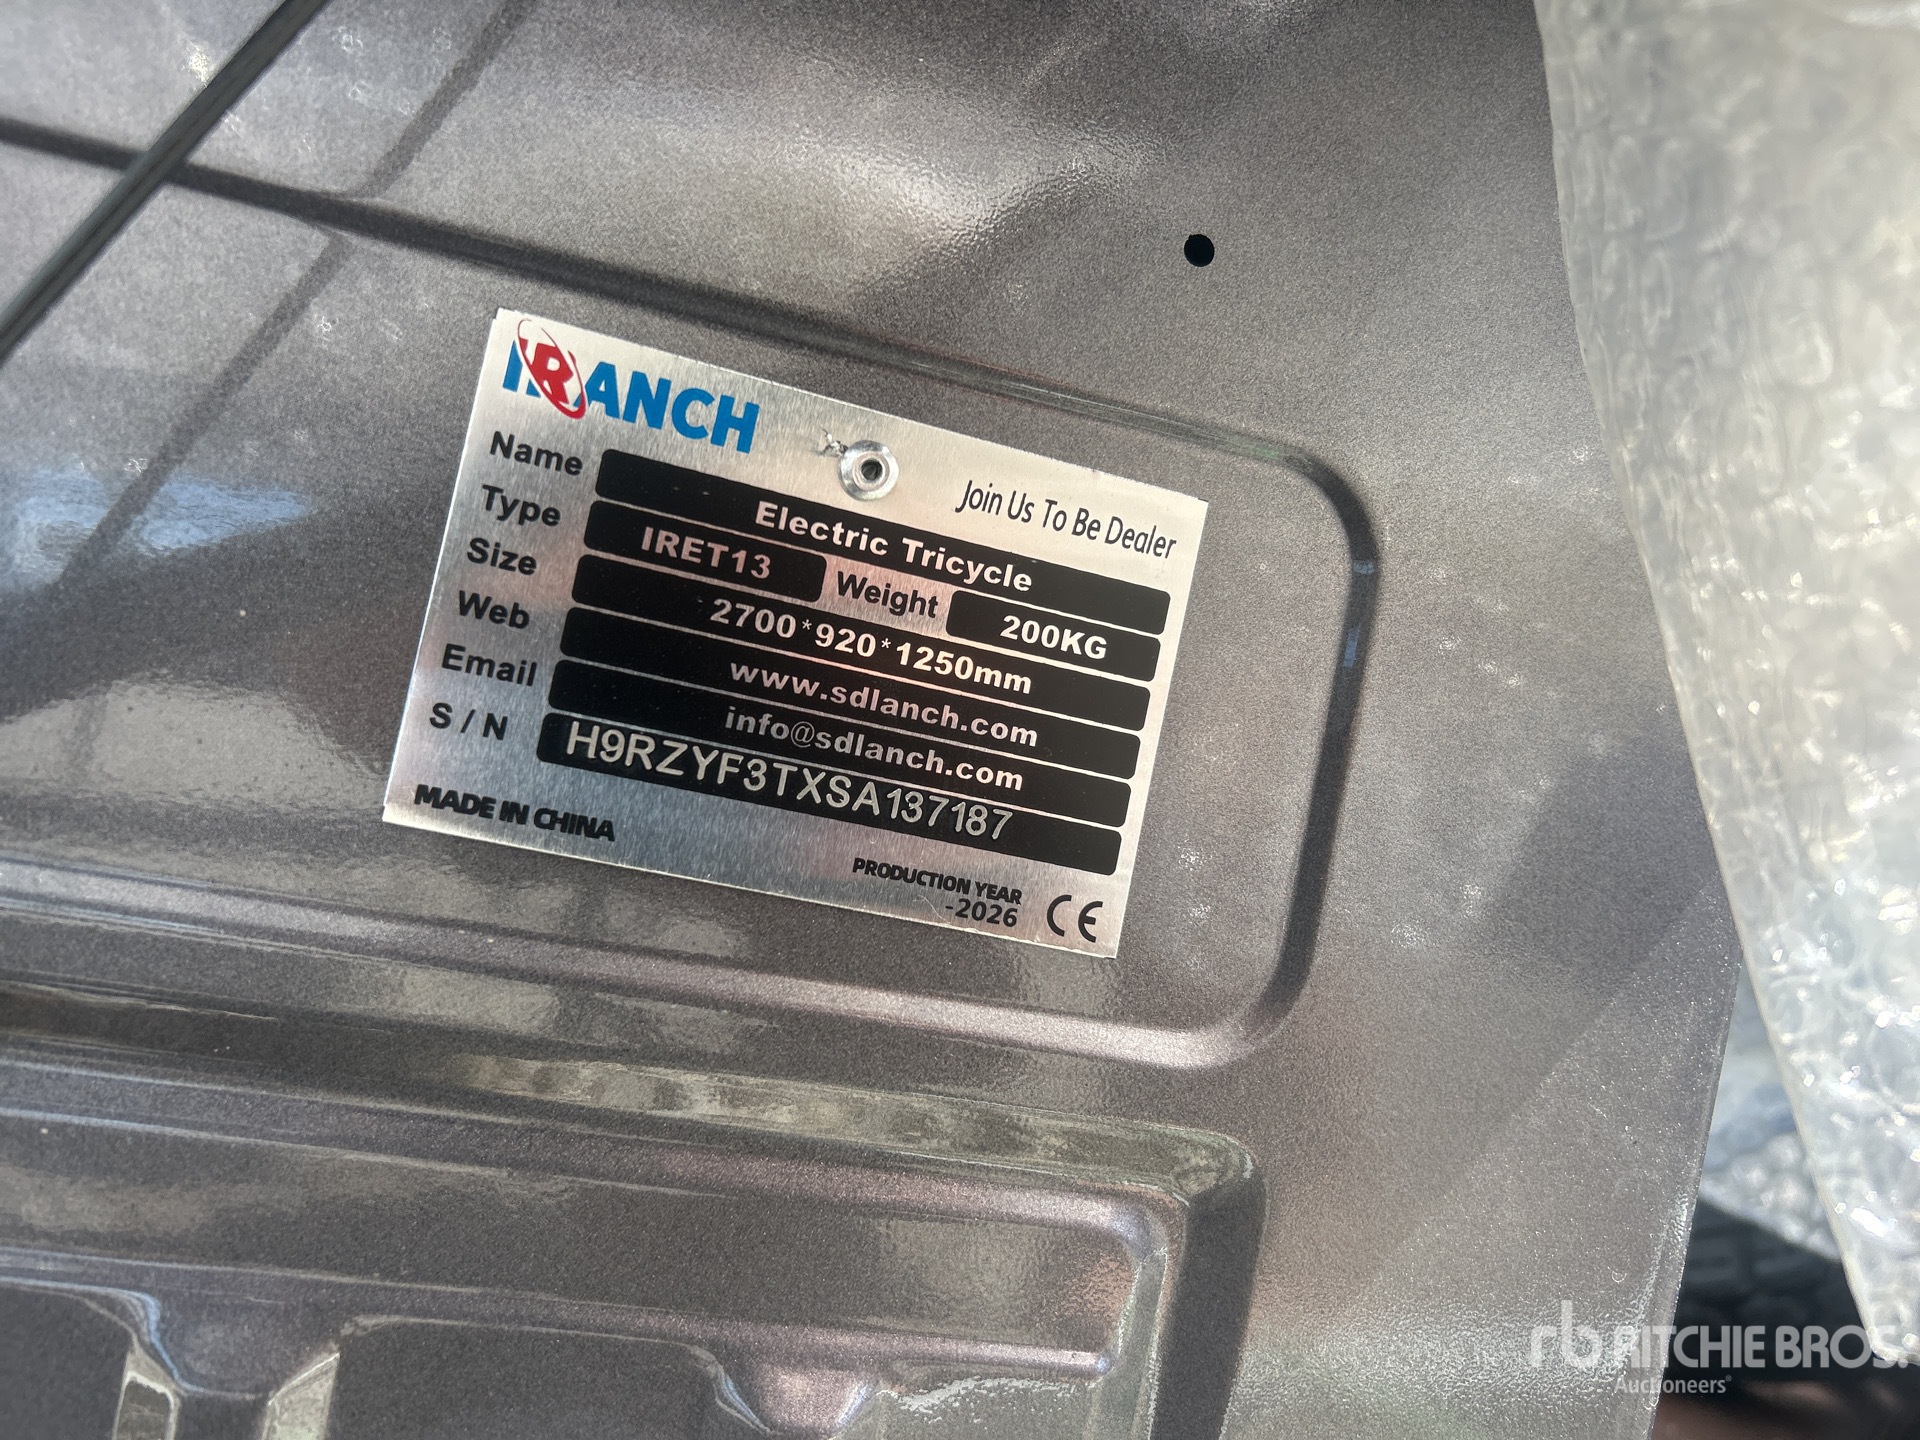 IRANCH
Join Us To Be Dealer
Name Electric Tricycle
Type IRET13 Weight 200KG
Size 2700*920*1250mm
Web www.sdlanch.com
Email info@sdlanch.com
S/N H9RZYF3TXSA137187
MADE IN CHINA
PRODUCTION YEAR
-2026 CE
rb RITCHIE BROS.
Auctioneers®